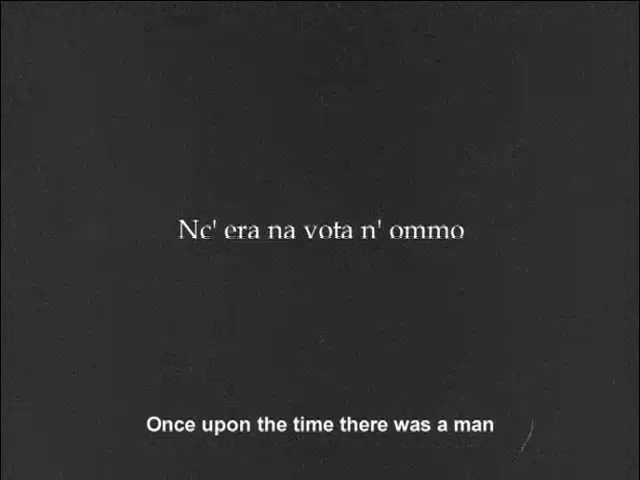 Nc' era na vota n' ommo
Once upon the time there was a man